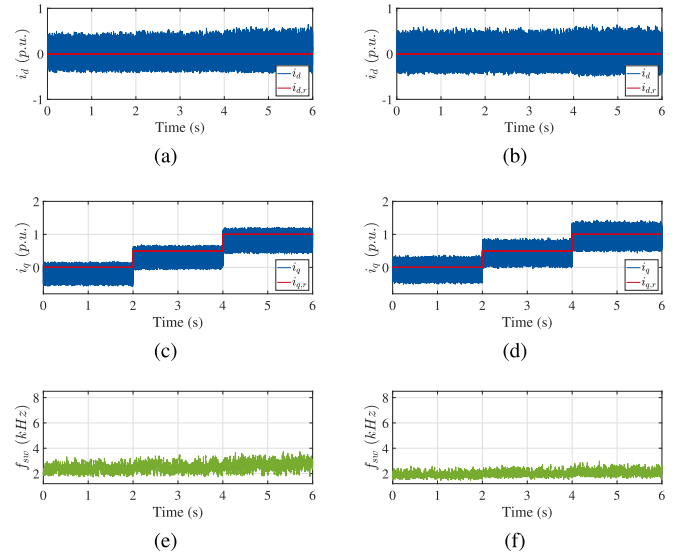 1
0
-1
i_d (p.u.)
i_d
i_{d,r}
0 1 2 3 4 5 6
Time (s)
(a)
1
0
-1
i_d (p.u.)
i_d
i_{d,r}
0 1 2 3 4 5 6
Time (s)
(b)
2
1
0
i_q (p.u.)
i_q
i_{q,r}
0 1 2 3 4 5 6
Time (s)
(c)
2
1
0
i_q (p.u.)
i_q
i_{q,r}
0 1 2 3 4 5 6
Time (s)
(d)
8
6
4
2
f_{sw} (kHz)
0 1 2 3 4 5 6
Time (s)
(e)
8
6
4
2
f_{sw} (kHz)
0 1 2 3 4 5 6
Time (s)
(f)